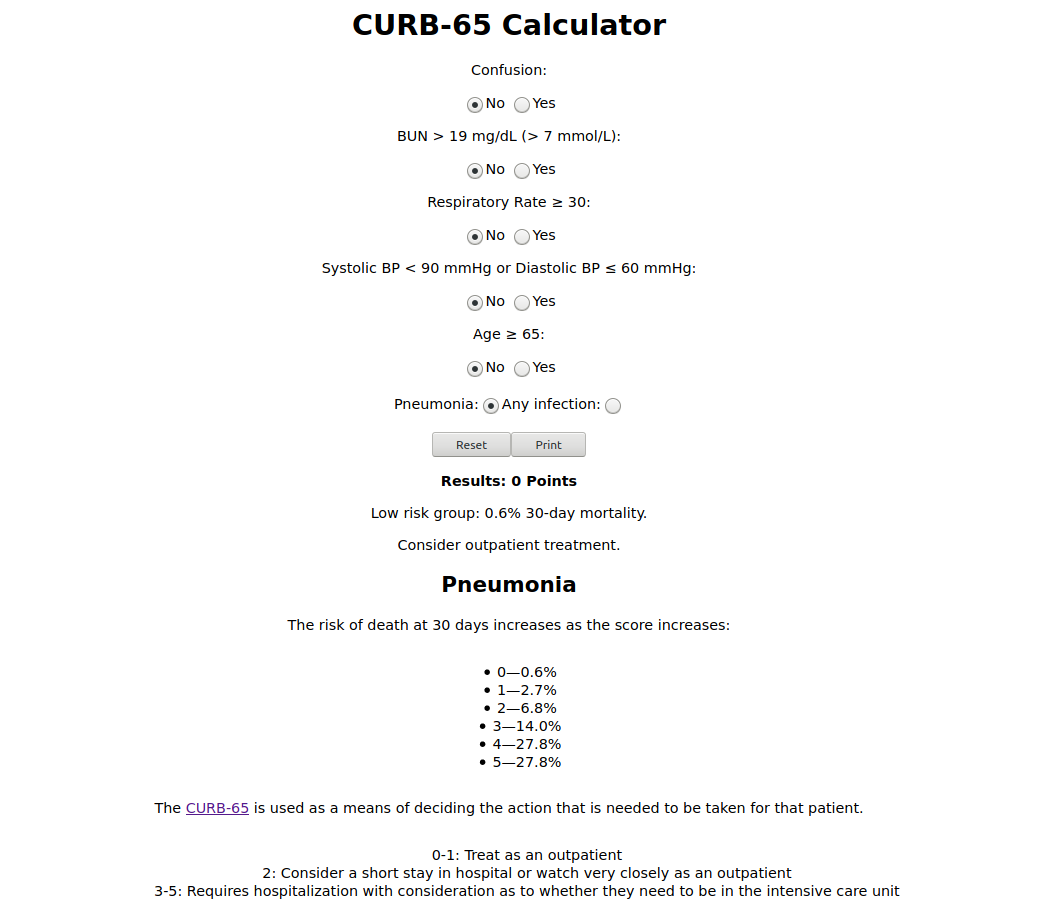 CURB-65 Calculator
Confusion:
No Yes
BUN > 19 mg/dL (> 7 mmol/L):
No Yes
Respiratory Rate ≥ 30:
No Yes
Systolic BP < 90 mmHg or Diastolic BP ≤ 60 mmHg:
No Yes
Age ≥ 65:
No Yes
Pneumonia: Any infection:
Reset Print
Results: 0 Points
Low risk group: 0.6% 30-day mortality.
Consider outpatient treatment.
Pneumonia
The risk of death at 30 days increases as the score increases:
• 0—0.6%
• 1—2.7%
• 2—6.8%
• 3—14.0%
• 4—27.8%
• 5—27.8%
The CURB-65 is used as a means of deciding the action that is needed to be taken for that patient.
0-1: Treat as an outpatient
2: Consider a short stay in hospital or watch very closely as an outpatient
3-5: Requires hospitalization with consideration as to whether they need to be in the intensive care unit